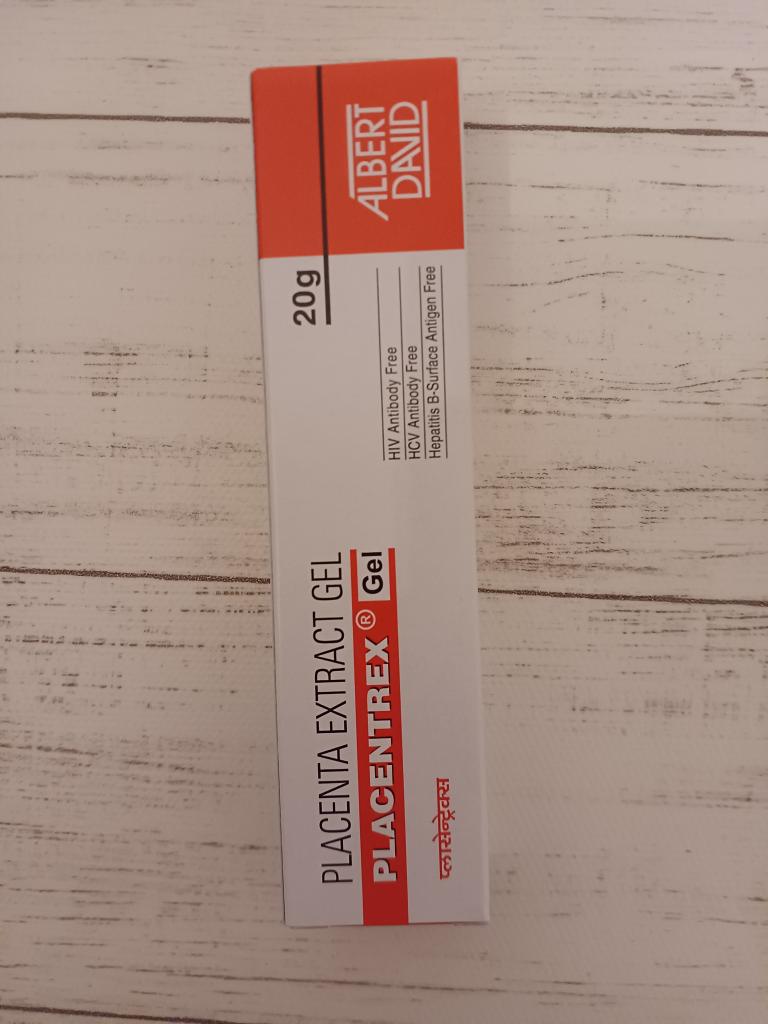 PLACENTA EXTRACT GEL
PLACENTREX® Gel
प्लासेन्ट्रेक्स
20g
HIV Antibody Free
HCV Antibody Free
Hepatitis B-Surface Antigen Free
ALBERT
DAVID